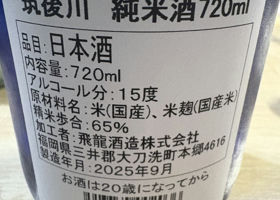 筑後川 純米酒720ml
品目:日本酒
内容量:720ml
アルコール分:15度
原材料名:米(国産)、米麹(国産米)
精米歩合:65%
製造者:飛龍酒造株式会社
福岡県三井郡大刀洗町本郷4616
製造年月:2025年9月
お酒は20歳になってから